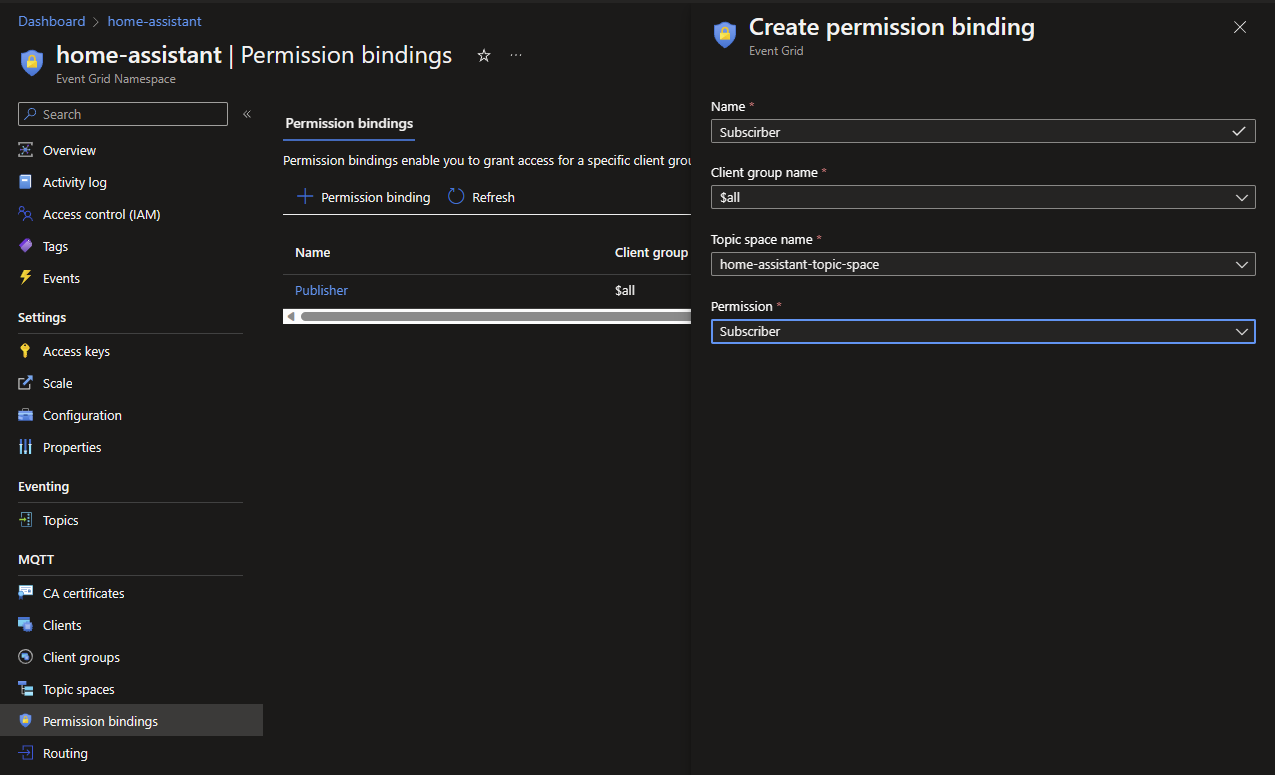 Dashboard > home-assistant
home-assistant | Permission bindings
Event Grid Namespace
Search
Overview
Activity log
Access control (IAM)
Tags
Events
Settings
Access keys
Scale
Configuration
Properties
Eventing
Topics
MQTT
CA certificates
Clients
Client groups
Topic spaces
Permission bindings
Routing
Permission bindings
Permission bindings enable you to grant access for a specific client grou
Permission binding Refresh
Name Client group
Publisher $all
Create permission binding
Event Grid
Name *
Subscirber
Client group name *
$all
Topic space name *
home-assistant-topic-space
Permission *
Subscriber